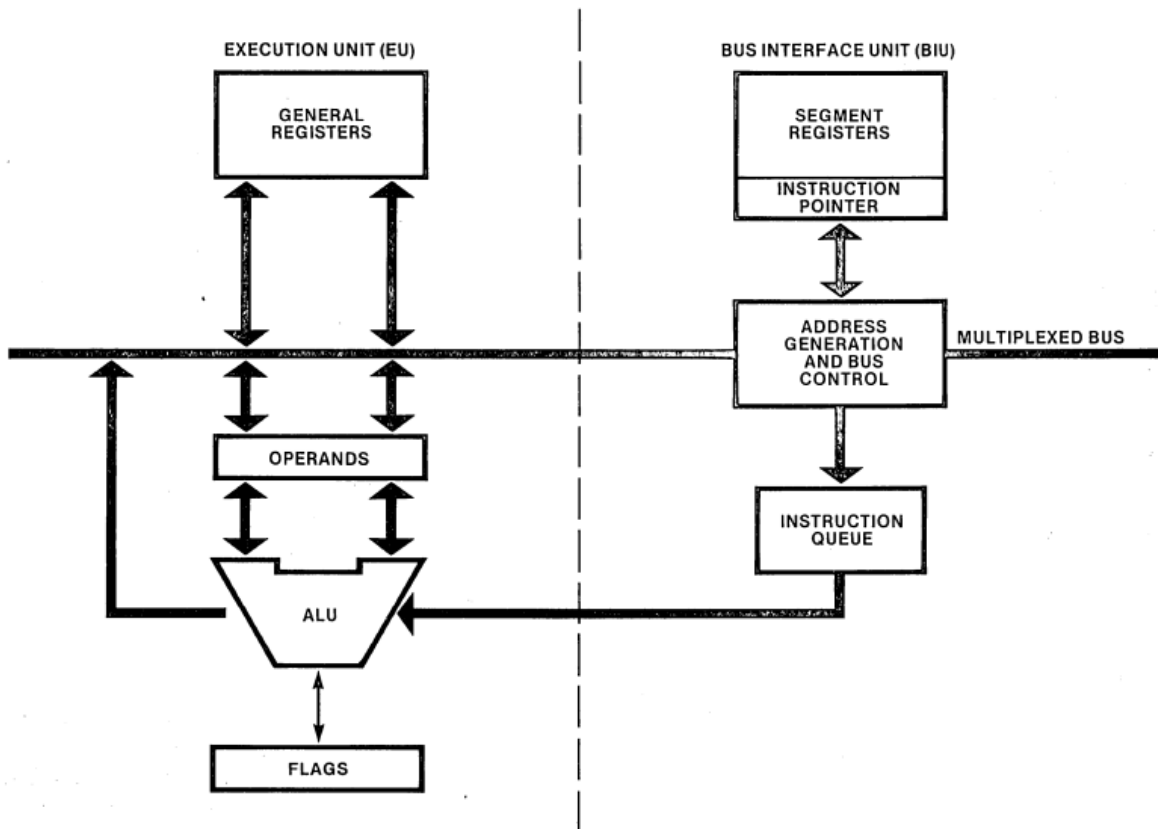 EXECUTION UNIT (EU)
GENERAL
REGISTERS
OPERANDS
ALU
FLAGS
BUS INTERFACE UNIT (BIU)
SEGMENT
REGISTERS
INSTRUCTION
POINTER
ADDRESS
GENERATION
AND BUS
CONTROL
MULTIPLEXED BUS
INSTRUCTION
QUEUE